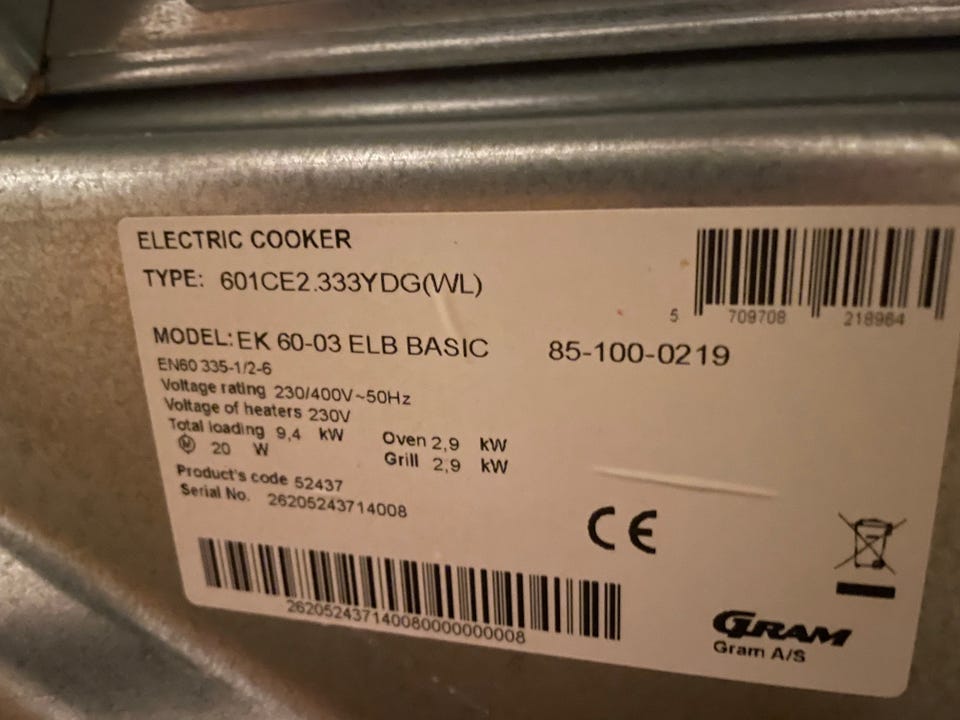 ELECTRIC COOKER
TYPE: 601CE2.333YDG(WL)
5 709708 218964
MODEL: EK 60-03 ELB BASIC 85-100-0219
EN60 335-1/2-6
Voltage rating 230/400V~50Hz
Voltage of heaters 230V
Total loading 9,4 kW Oven 2,9 kW
M 20 W Grill 2,9 kW
Product's code 52437
Serial No. 26205243714008
CE
262052437140080000000008
GRAM
Gram A/S